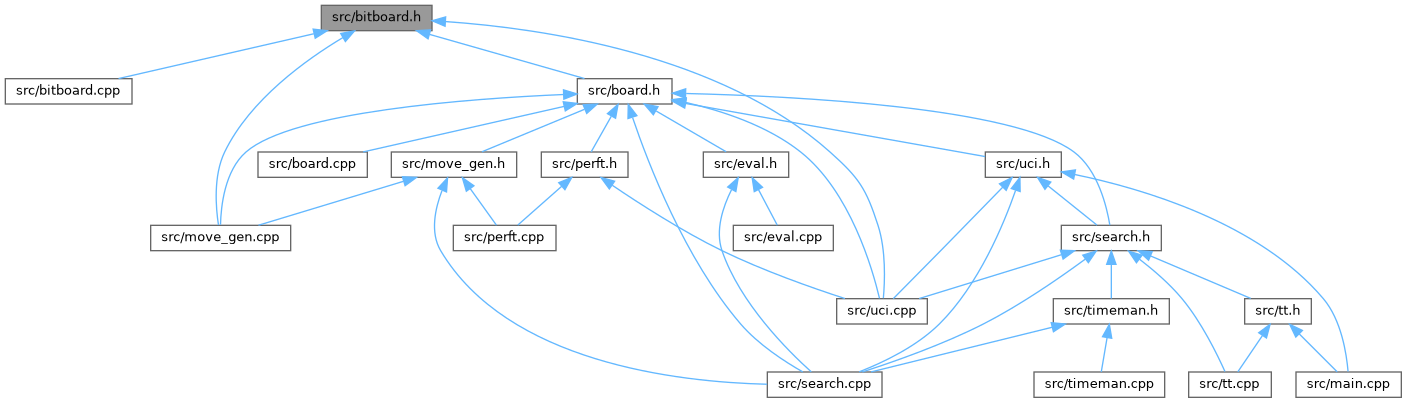 src/bitboard.h
src/bitboard.cpp
src/board.h
src/board.cpp
src/move_gen.h
src/perft.h
src/eval.h
src/uci.h
src/move_gen.cpp
src/perft.cpp
src/eval.cpp
src/search.h
src/uci.cpp
src/timeman.h
src/tt.h
src/search.cpp
src/timeman.cpp
src/tt.cpp
src/main.cpp